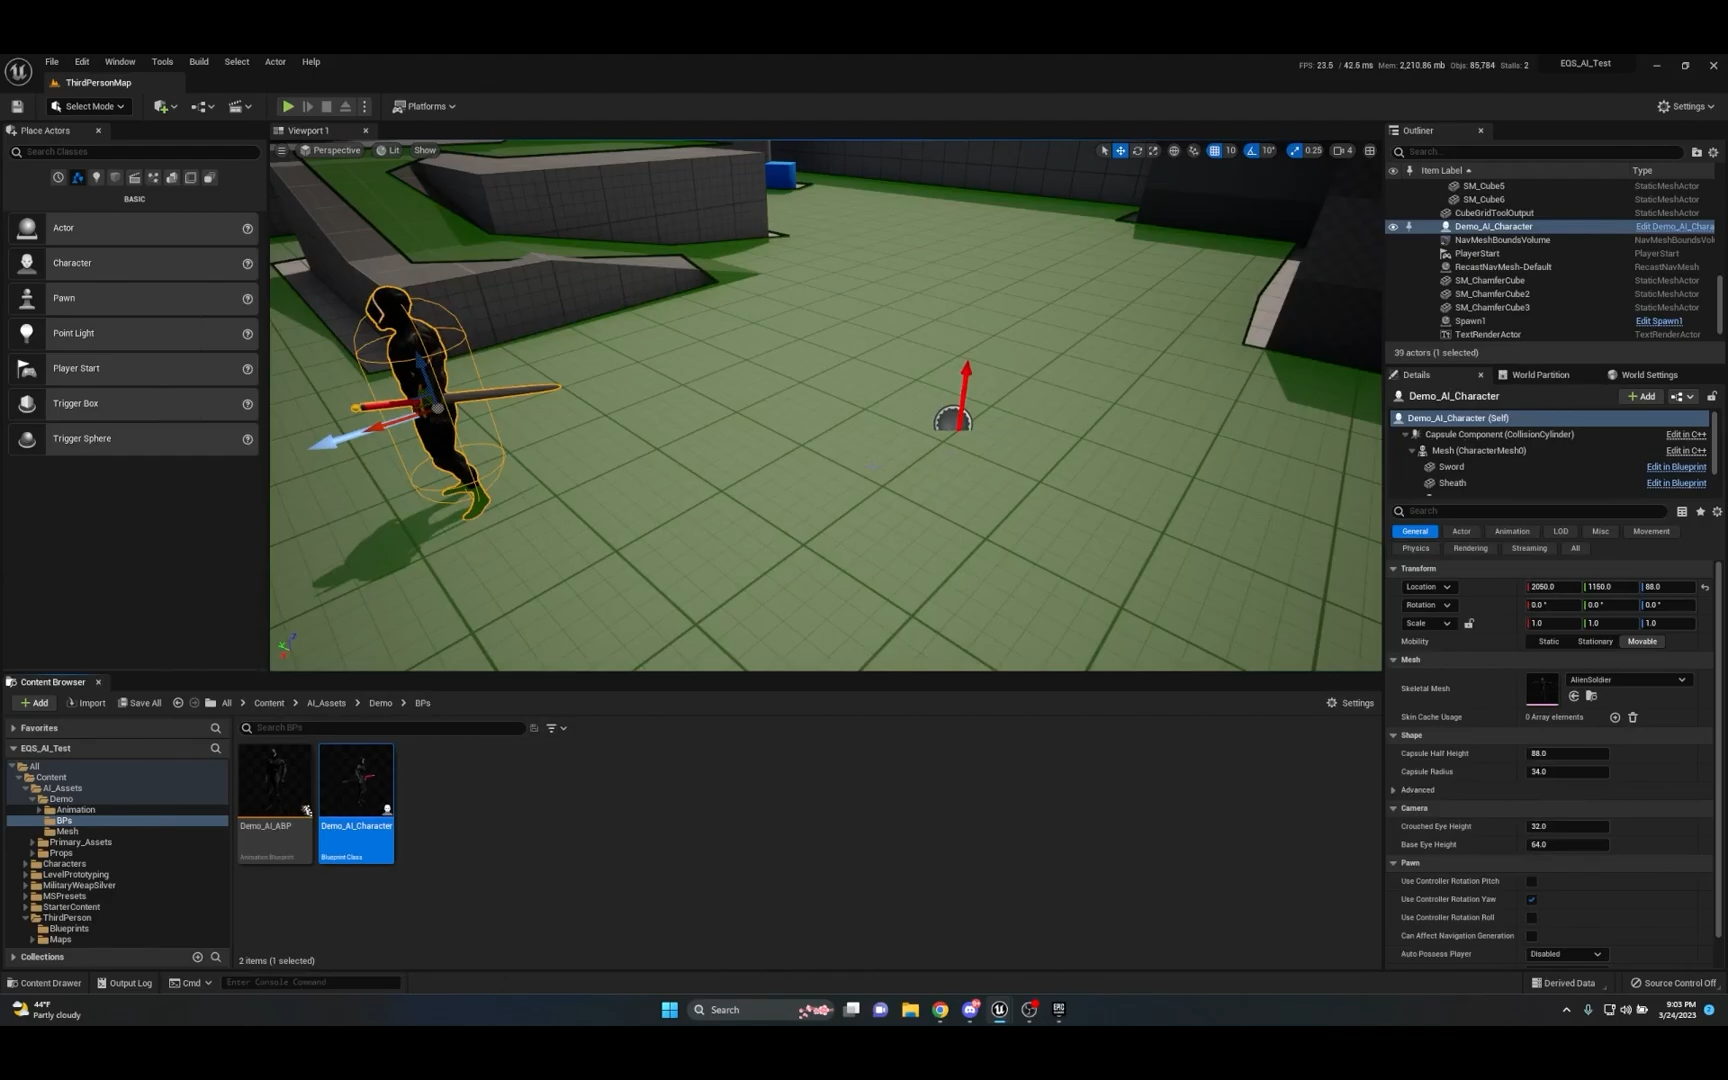 File Edit Window Tools Build Select Actor Help
FPS: 23.5 / 42.6 ms Mem: 2,210.86 mb Objs: 85,784 Stalls: 2
EQS_AI_Test
ThirdPersonMap
Select Mode
Platforms
Settings
Place Actors
Viewport 1
Outliner
Search Classes
Perspective Lit Show
10 10° 0.25 4
Search...
Item Label Type
BASIC
Actor
Character
Pawn
Point Light
Player Start
Trigger Box
Trigger Sphere
SM_Cube5 StaticMeshActor
SM_Cube6 StaticMeshActor
CubeGridToolOutput StaticMeshActor
Demo_AI_Character Edit Demo_AI_Chara
NavMeshBoundsVolume NavMeshBoundsVolu
PlayerStart PlayerStart
RecastNavMesh-Default RecastNavMesh
SM_ChamferCube StaticMeshActor
SM_ChamferCube2 StaticMeshActor
SM_ChamferCube3 StaticMeshActor
Spawn1 Edit Spawn1
TextRenderActor TextRenderActor
39 actors (1 selected)
Details World Partition World Settings
Demo_AI_Character
Add
Demo_AI_Character (Self)
Capsule Component (CollisionCylinder) Edit in C++
Mesh (CharacterMesh0) Edit in C++
Sword Edit in Blueprint
Sheath Edit in Blueprint
Search
General Actor Animation LOD Misc Movement
Physics Rendering Streaming All
Transform
Location 2050.0 1150.0 88.0
Rotation 0.0 ° 0.0 ° 0.0 °
Scale 1.0 1.0 1.0
Mobility Static Stationary Movable
Mesh
Skeletal Mesh AlienSoldier
Skin Cache Usage 0 Array elements
Shape
Capsule Half Height 88.0
Capsule Radius 34.0
Advanced
Camera
Crouched Eye Height 32.0
Base Eye Height 64.0
Pawn
Use Controller Rotation Pitch
Use Controller Rotation Yaw
Use Controller Rotation Roll
Can Affect Navigation Generation
Auto Possess Player Disabled
Content Browser
Add Import Save All All Content AI_Assets Demo BPs
Settings
Favorites
Search BPs
EQS_AI_Test
All
Content
AI_Assets
Demo
Animation
BPs
Mesh
Primary_Assets
Props
Characters
LevelPrototyping
MilitaryWeapSilver
MSPresets
StarterContent
ThirdPerson
Blueprints
Maps
Collections
Demo_AI_ABP
Animation Blueprint
Demo_AI_Character
Blueprint Class
2 items (1 selected)
Content Drawer Output Log Cmd Enter Console Command
Derived Data Source Control Off
44°F
Partly cloudy
Search
EPIC
9:03 PM
3/24/2023